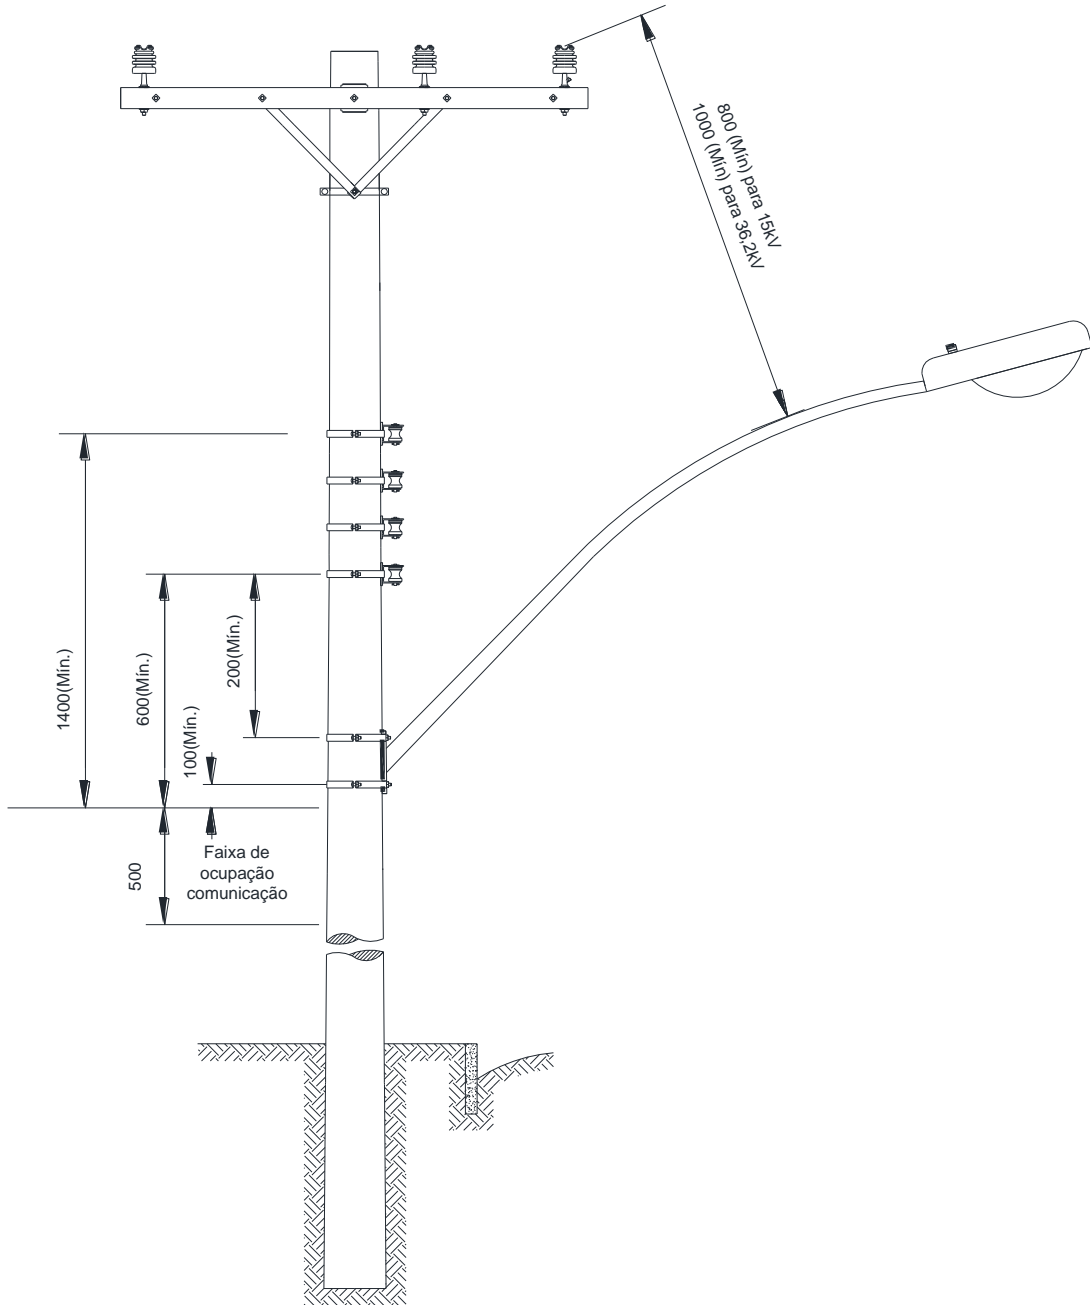 800 (Mín) para 15kV
1000 (Mín) para 36,2kV
1400(Mín.)
600(Mín.)
200(Mín.)
100(Mín.)
500
Faixa de
ocupação
comunicação